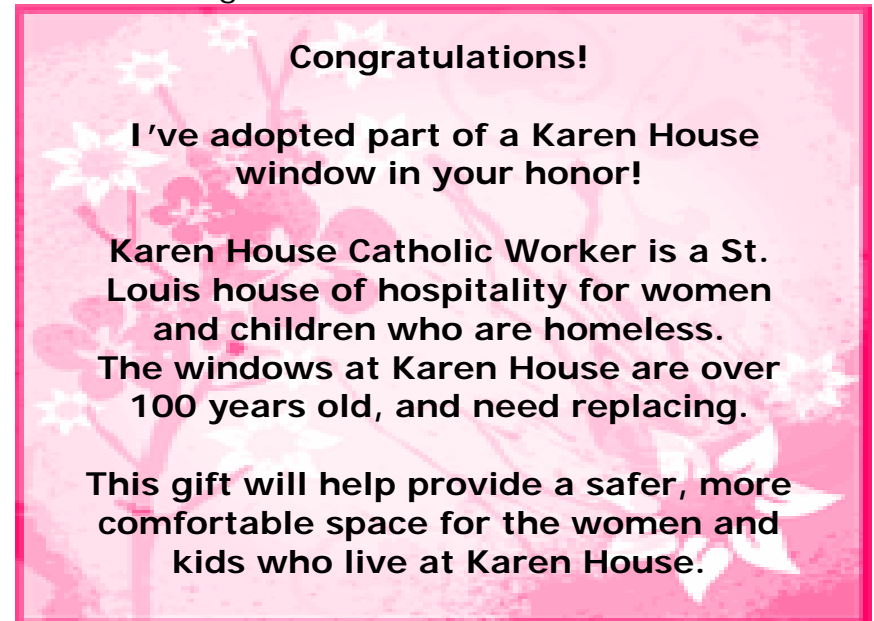 Congratulations!
I've adopted part of a Karen House
window in your honor!
Karen House Catholic Worker is a St.
Louis house of hospitality for women
and children who are homeless.
The windows at Karen House are over
100 years old, and need replacing.
This gift will help provide a safer, more
comfortable space for the women and
kids who live at Karen House.